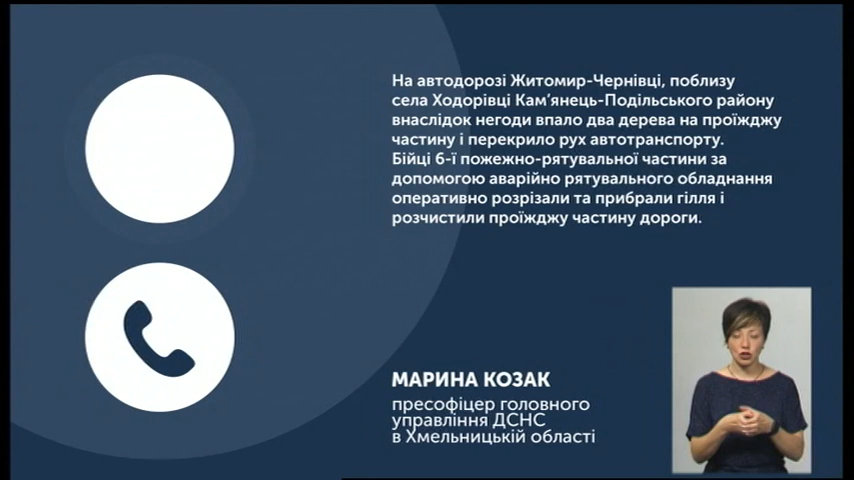 На автодорозі Житомир-Чернівці, поблизу
села Ходорівці Кам'янець-Подільського району
внаслідок негоди впало два дерева на проїжджу
частину і перекрило рух автотранспорту.
Бійці 6-ї пожежно-рятувальної частини за
допомогою аварійно рятувального обладнання
оперативно розрізали та прибрали гілля і
розчистили проїжджу частину дороги.
МАРИНА КОЗАК
пресофіцер головного
управління ДСНС
в Хмельницькій області